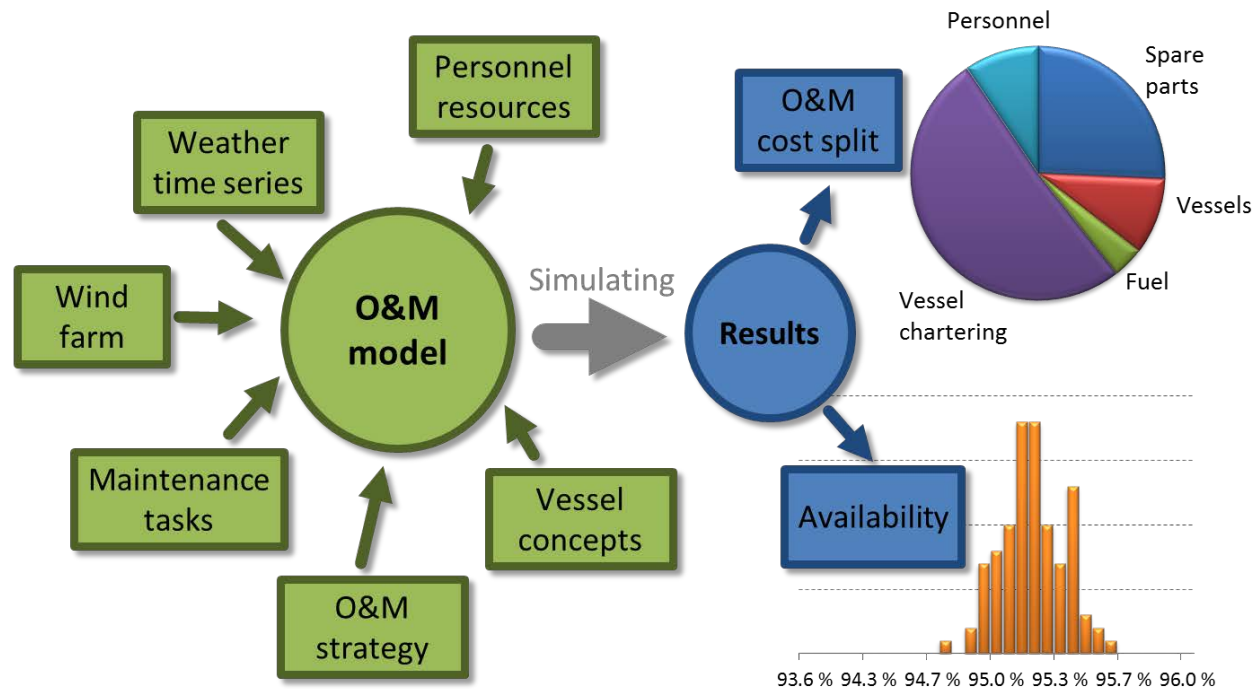 Personnel
resources
Weather
time series
Wind
farm
Maintenance
tasks
O&M
strategy
Vessel
concepts
O&M
model
Simulating
Results
O&M
cost split
Availability
Personnel
Spare
parts
Vessels
Fuel
Vessel
chartering
93.6 % 94.3 % 94.7 % 95.0 % 95.3 % 95.7 % 96.0 %